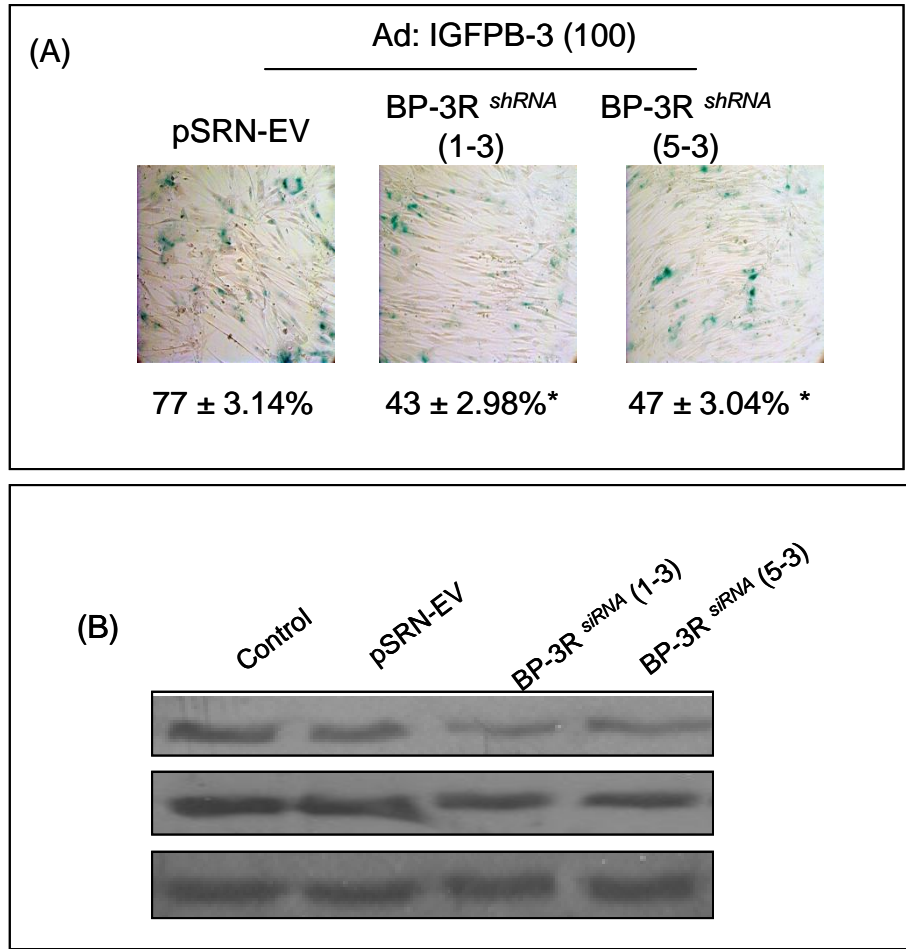 (A)
Ad: IGFPB-3 (100)
pSRN-EV
BP-3R shRNA
(1-3)
BP-3R shRNA
(5-3)
77 ± 3.14%
43 ± 2.98%*
47 ± 3.04% *
(B)
Control
pSRN-EV
BP-3R siRNA (1-3)
BP-3R siRNA (5-3)